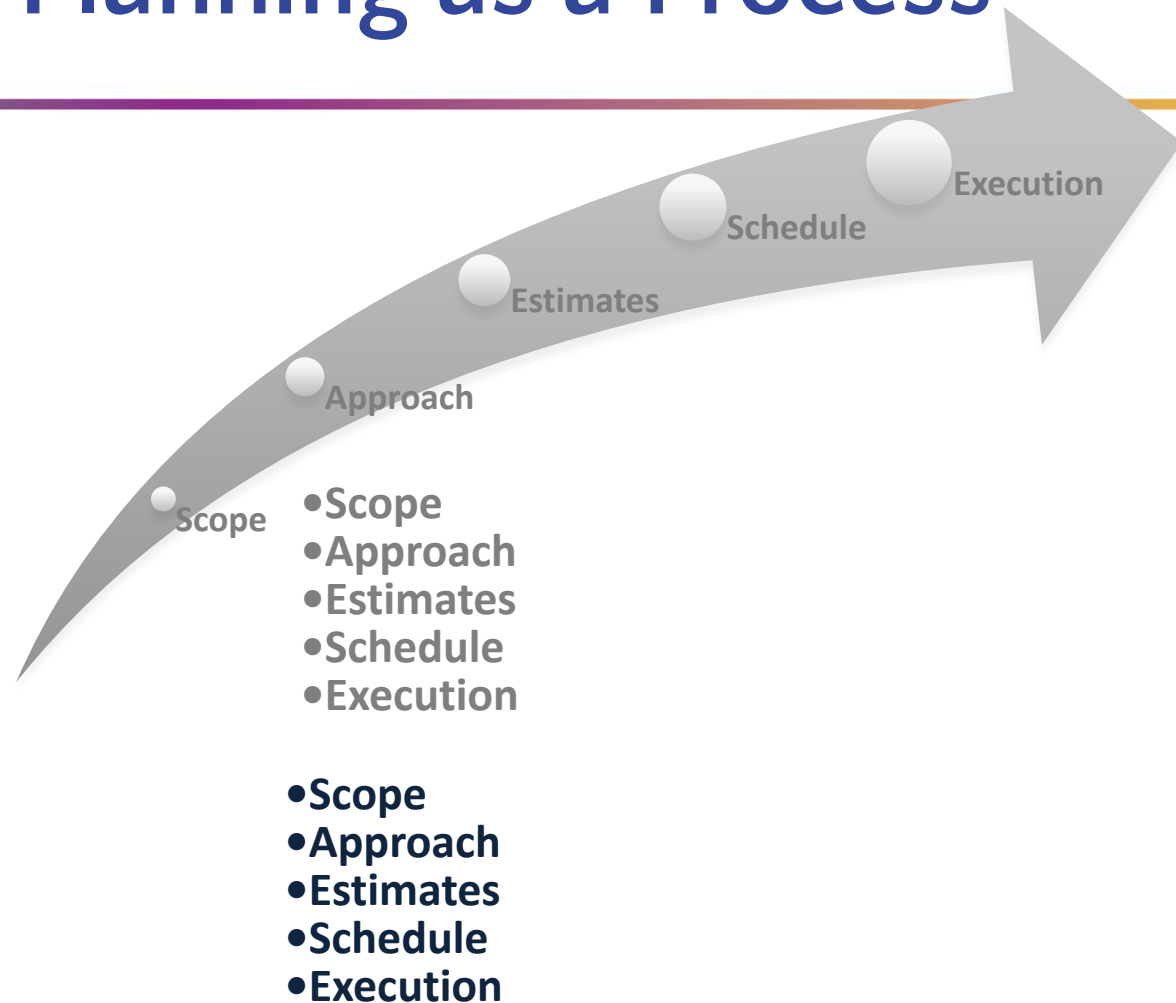 Planning as a Process
Execution
Schedule
Estimates
Approach
Scope
•Scope
•Approach
•Estimates
•Schedule
•Execution
•Scope
•Approach
•Estimates
•Schedule
•Execution